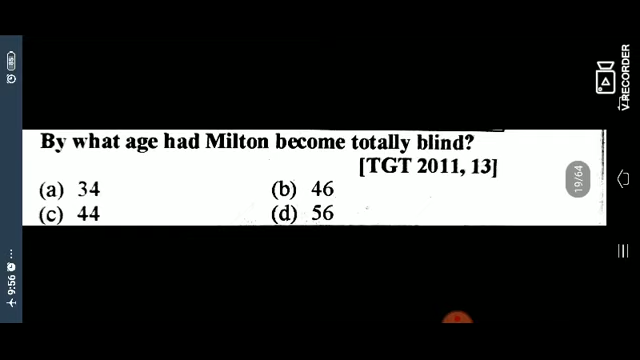 By what age had Milton become totally blind?
[TGT 2011, 13]
(a) 34 (b) 46
(c) 44 (d) 56
19/64
V.RECORDER
9:56
85